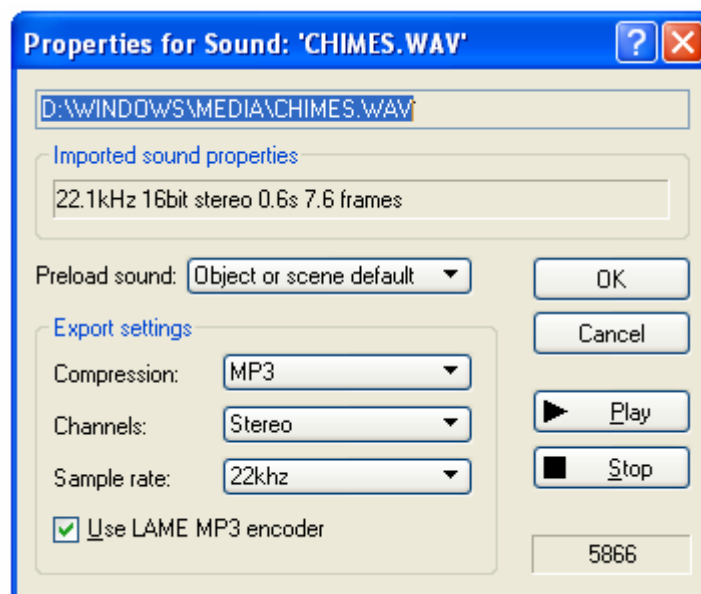 Properties for Sound: 'CHIMES.WAV'
D:\WINDOWS\MEDIA\CHIMES.WAV
Imported sound properties
22.1kHz 16bit stereo 0.6s 7.6 frames
Preload sound: Object or scene default
OK
Export settings
Cancel
Compression: MP3
Channels: Stereo
Play
Sample rate: 22khz
Stop
Use LAME MP3 encoder
5866